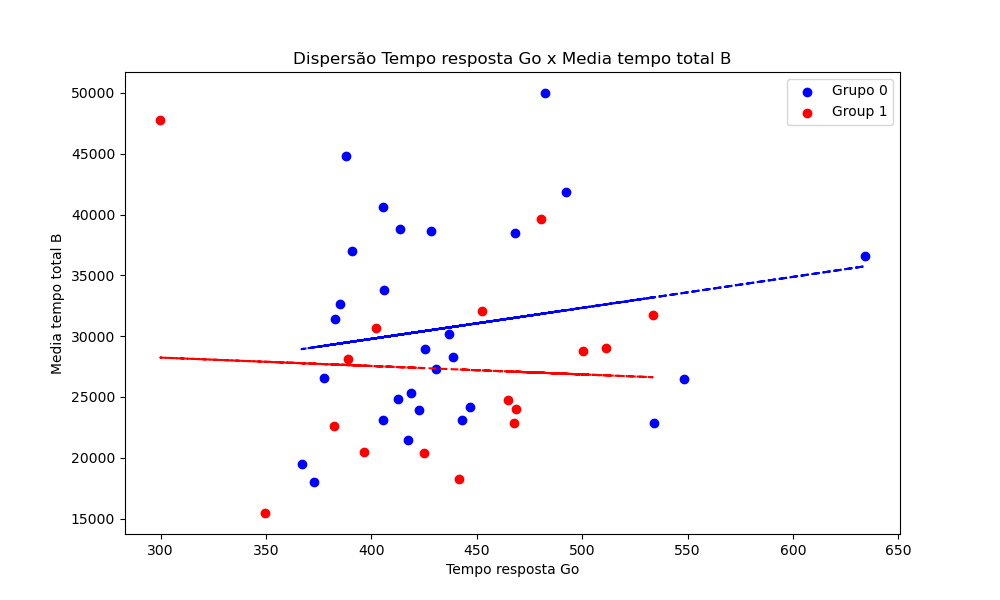 Dispersão Tempo resposta Go x Media tempo total B
Grupo 0
Group 1
50000
45000
40000
35000
30000
25000
20000
15000
Media tempo total B
300 350 400 450 500 550 600 650
Tempo resposta Go